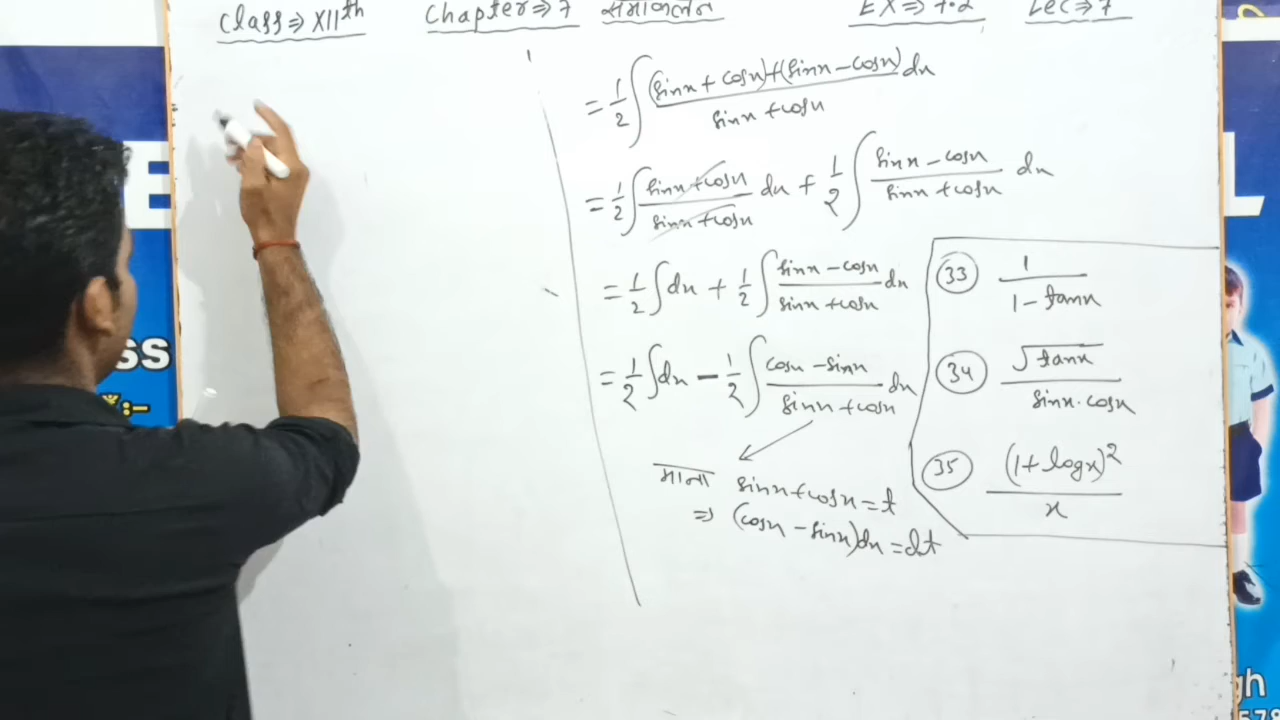 Class⇒ XIIth Chapter⇒ 7 समाकलन EX⇒ 7.2 Lec⇒ 7
= 1/2 ∫ (sinx + cosx)+(sinx - cosx)/(sinx + cosx) dx
= 1/2 ∫ (sinx + cosx)/(sinx + cosx) dx + 1/2 ∫ (sinx - cosx)/(sinx + cosx) dx
= 1/2 ∫ dx + 1/2 ∫ (sinx - cosx)/(sinx + cosx) dx
= 1/2 ∫ dx - 1/2 ∫ (cosx - sinx)/(sinx + cosx) dx
माना sinx + cosx = t
⇒ (cosx - sinx)dx = dt
33 1/(1 - tanx)
34 √tanx/(sinx. cosx)
35 (1 + logx)²/x
E
L
ss
:-
gh